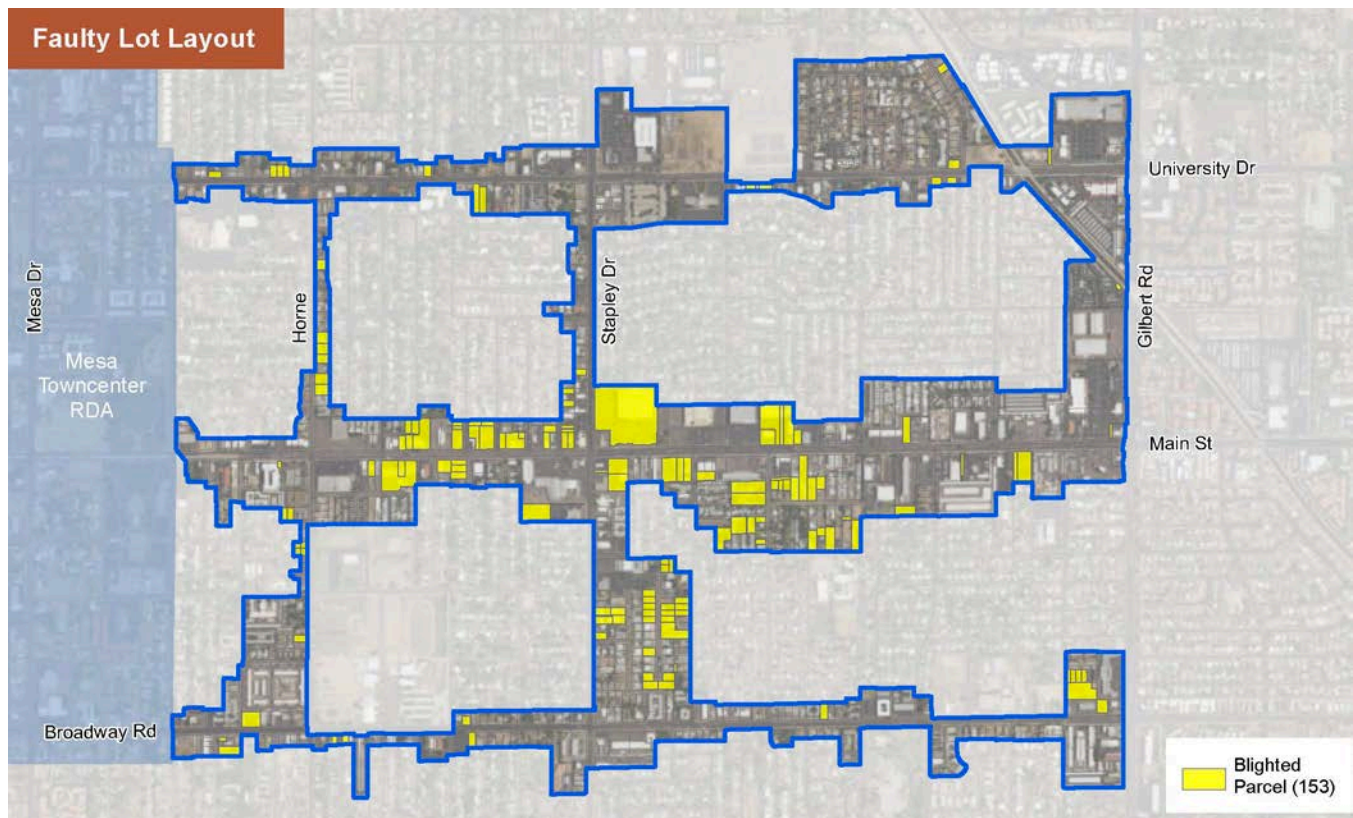 Faulty Lot Layout
University Dr
Mesa Dr
Horne
Stapley Dr
Gilbert Rd
Mesa
Towncenter
RDA
Main St
Broadway Rd
Blighted
Parcel (153)